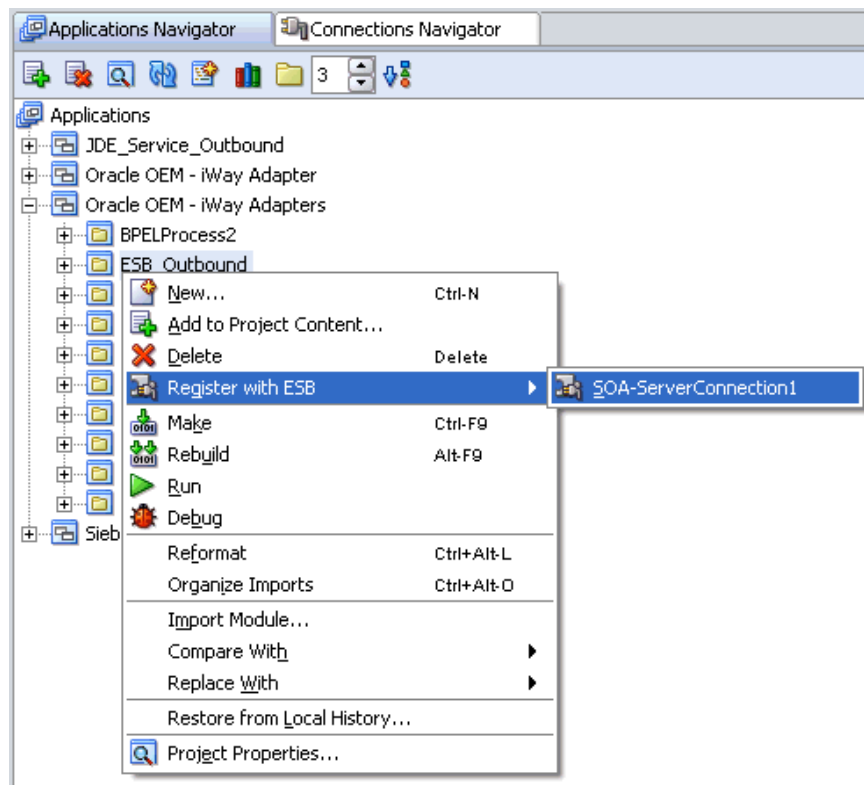 Applications Navigator Connections Navigator
3
Applications
JDE_Service_Outbound
Oracle OEM - iWay Adapter
Oracle OEM - iWay Adapters
BPELProcess2
ESB_Outbound
New... Ctrl-N
Add to Project Content...
Delete Delete
Register with ESB SOA-ServerConnection1
Make Ctrl-F9
Rebuild Alt-F9
Run
Debug
Sieb
Reformat Ctrl+Alt-L
Organize Imports Ctrl+Alt-O
Import Module...
Compare With
Replace With
Restore from Local History...
Project Properties...